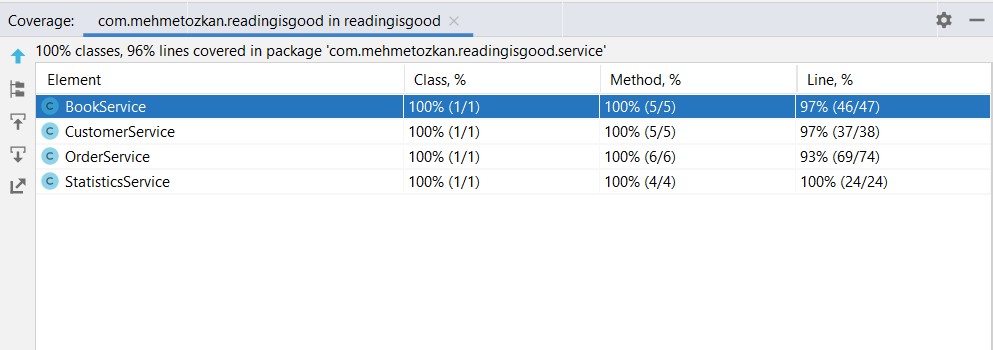 Coverage: com.mehmetozkan.readingisgood in readingisgood
100% classes, 96% lines covered in package 'com.mehmetozkan.readingisgood.service'
Element Class, % Method, % Line, %
C BookService 100% (1/1) 100% (5/5) 97% (46/47)
C CustomerService 100% (1/1) 100% (5/5) 97% (37/38)
C OrderService 100% (1/1) 100% (6/6) 93% (69/74)
C StatisticsService 100% (1/1) 100% (4/4) 100% (24/24)